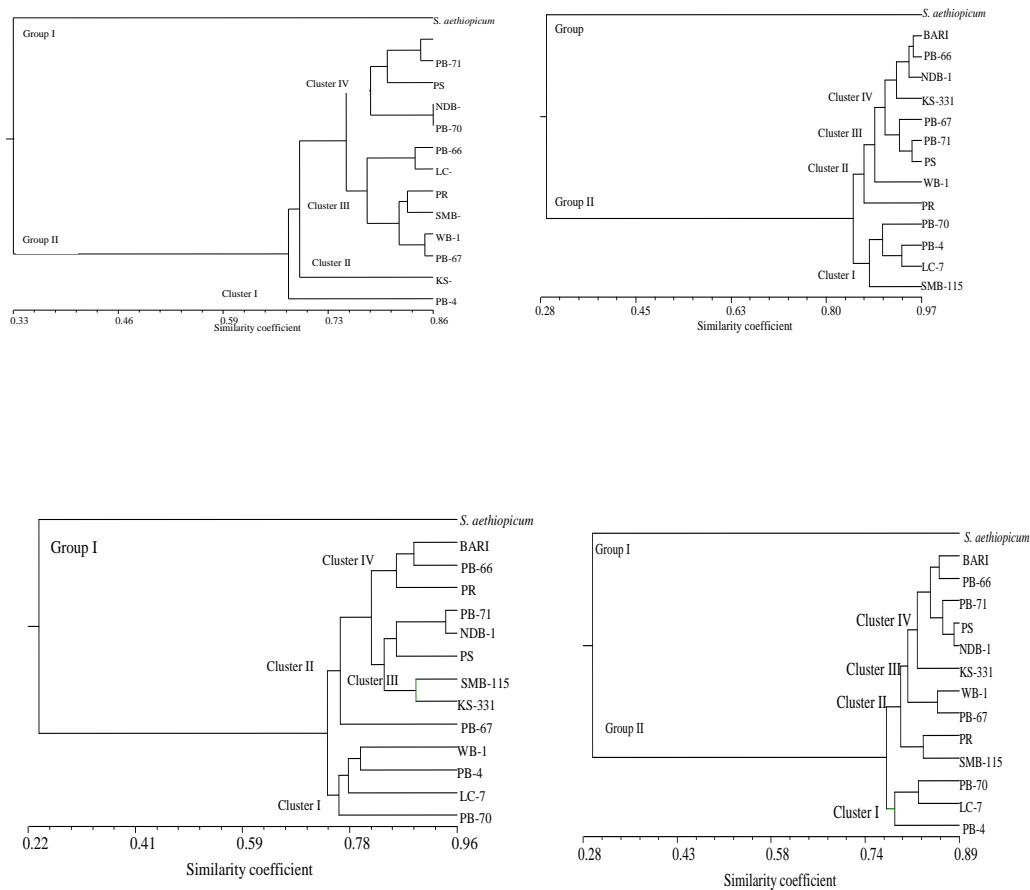 S. aethiopicum
Group I
PB-71
Cluster IV
PS
NDB-
PB-70
PB-66
LC-
PR
Cluster III
SMB-
WB-1
Group II
PB-67
Cluster II
KS-
Cluster I
PB-4
0.33 0.46 0.59 0.73 0.86
Similarity coefficient
S. aethiopicum
Group
BARI
PB-66
NDB-1
Cluster IV
KS-331
PB-67
Cluster III
PB-71
PS
Cluster II
WB-1
Group II
PR
PB-70
PB-4
LC-7
Cluster I
SMB-115
0.28 0.45 0.63 0.80 0.97
Similarity coefficient
S. aethiopicum
Group I
BARI
Cluster IV
PB-66
PR
PB-71
NDB-1
PS
Cluster II
Cluster III
SMB-115
KS-331
PB-67
WB-1
PB-4
LC-7
Cluster I
PB-70
0.22 0.41 0.59 0.78 0.96
Similarity coefficient
S. aethiopicum
Group I
BARI
PB-66
PB-71
Cluster IV
PS
NDB-1
Cluster III
KS-331
WB-1
Cluster II
PB-67
Group II
PR
SMB-115
PB-70
LC-7
Cluster I
PB-4
0.28 0.43 0.58 0.74 0.89
Similarity coefficient